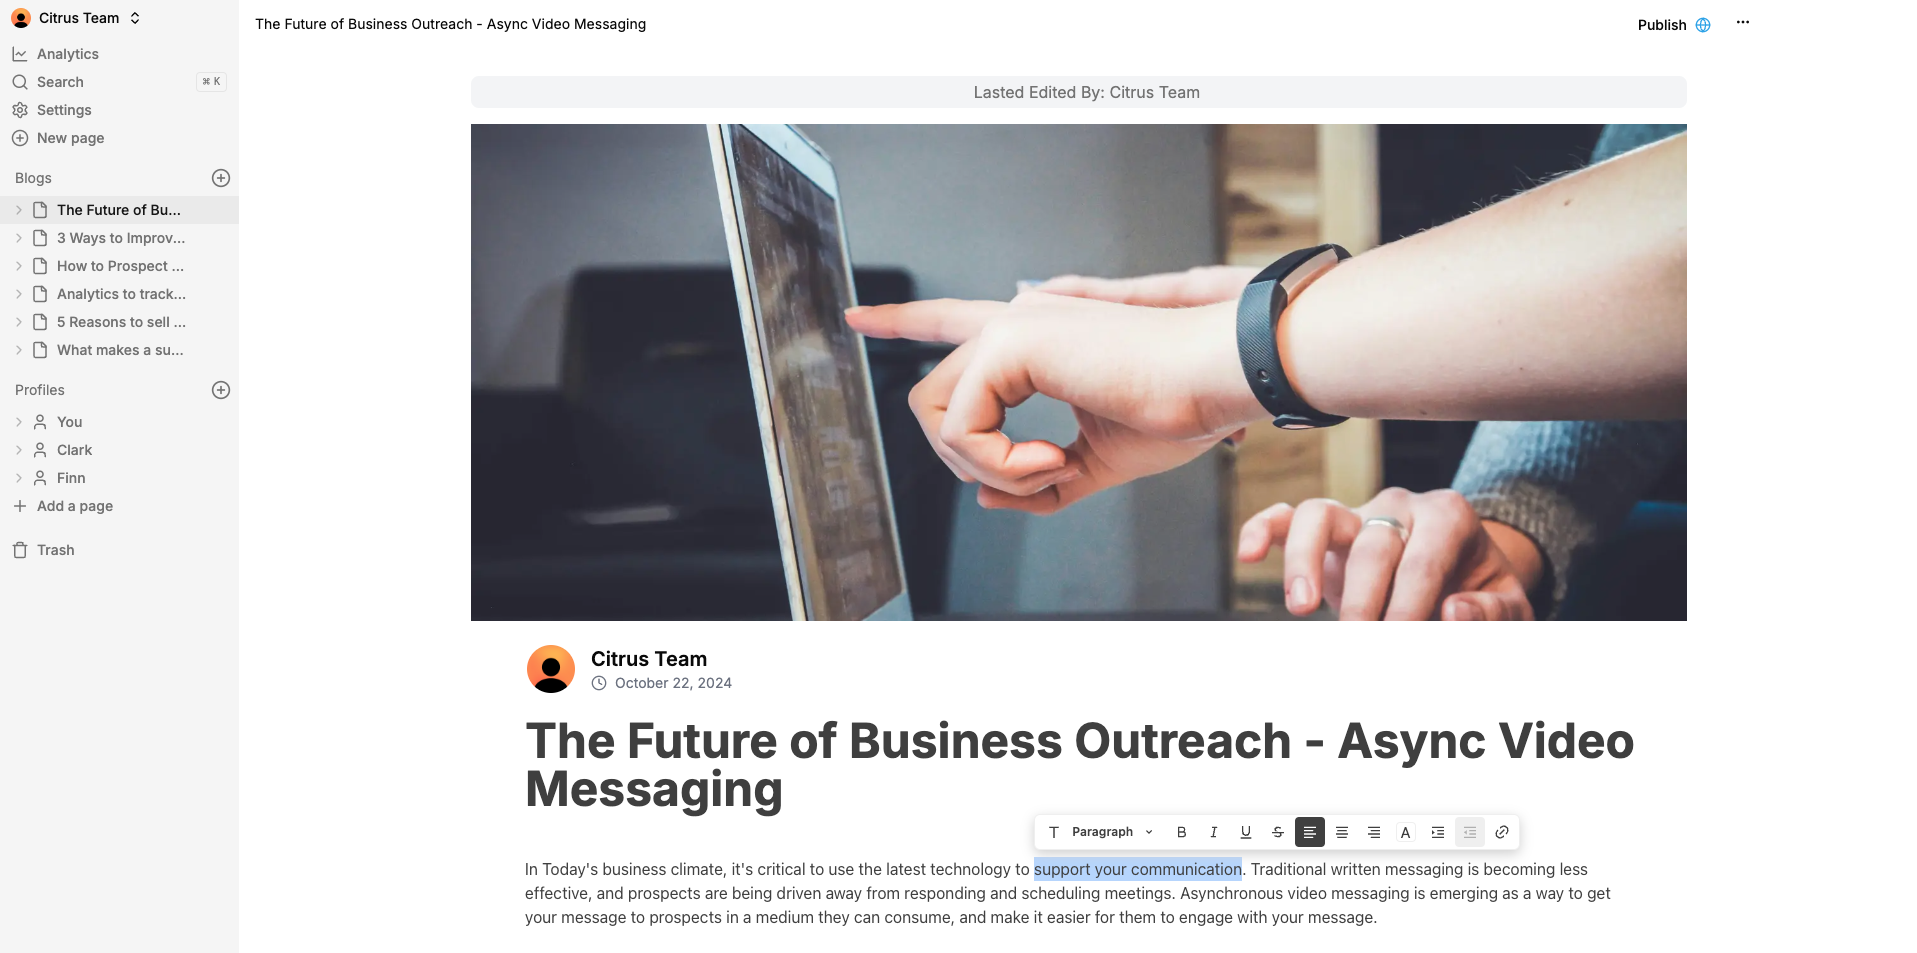 Citrus Team
Analytics
Search ⌘ K
Settings
New page
Blogs
The Future of Bu...
3 Ways to Improv...
How to Prospect ...
Analytics to track...
5 Reasons to sell ...
What makes a su...
Profiles
You
Clark
Finn
Add a page
Trash
The Future of Business Outreach - Async Video Messaging
Publish
Lasted Edited By: Citrus Team
Citrus Team
October 22, 2024
The Future of Business Outreach - Async Video
Messaging
T Paragraph B I U S A
In Today's business climate, it's critical to use the latest technology to support your communication. Traditional written messaging is becoming less
effective, and prospects are being driven away from responding and scheduling meetings. Asynchronous video messaging is emerging as a way to get
your message to prospects in a medium they can consume, and make it easier for them to engage with your message.